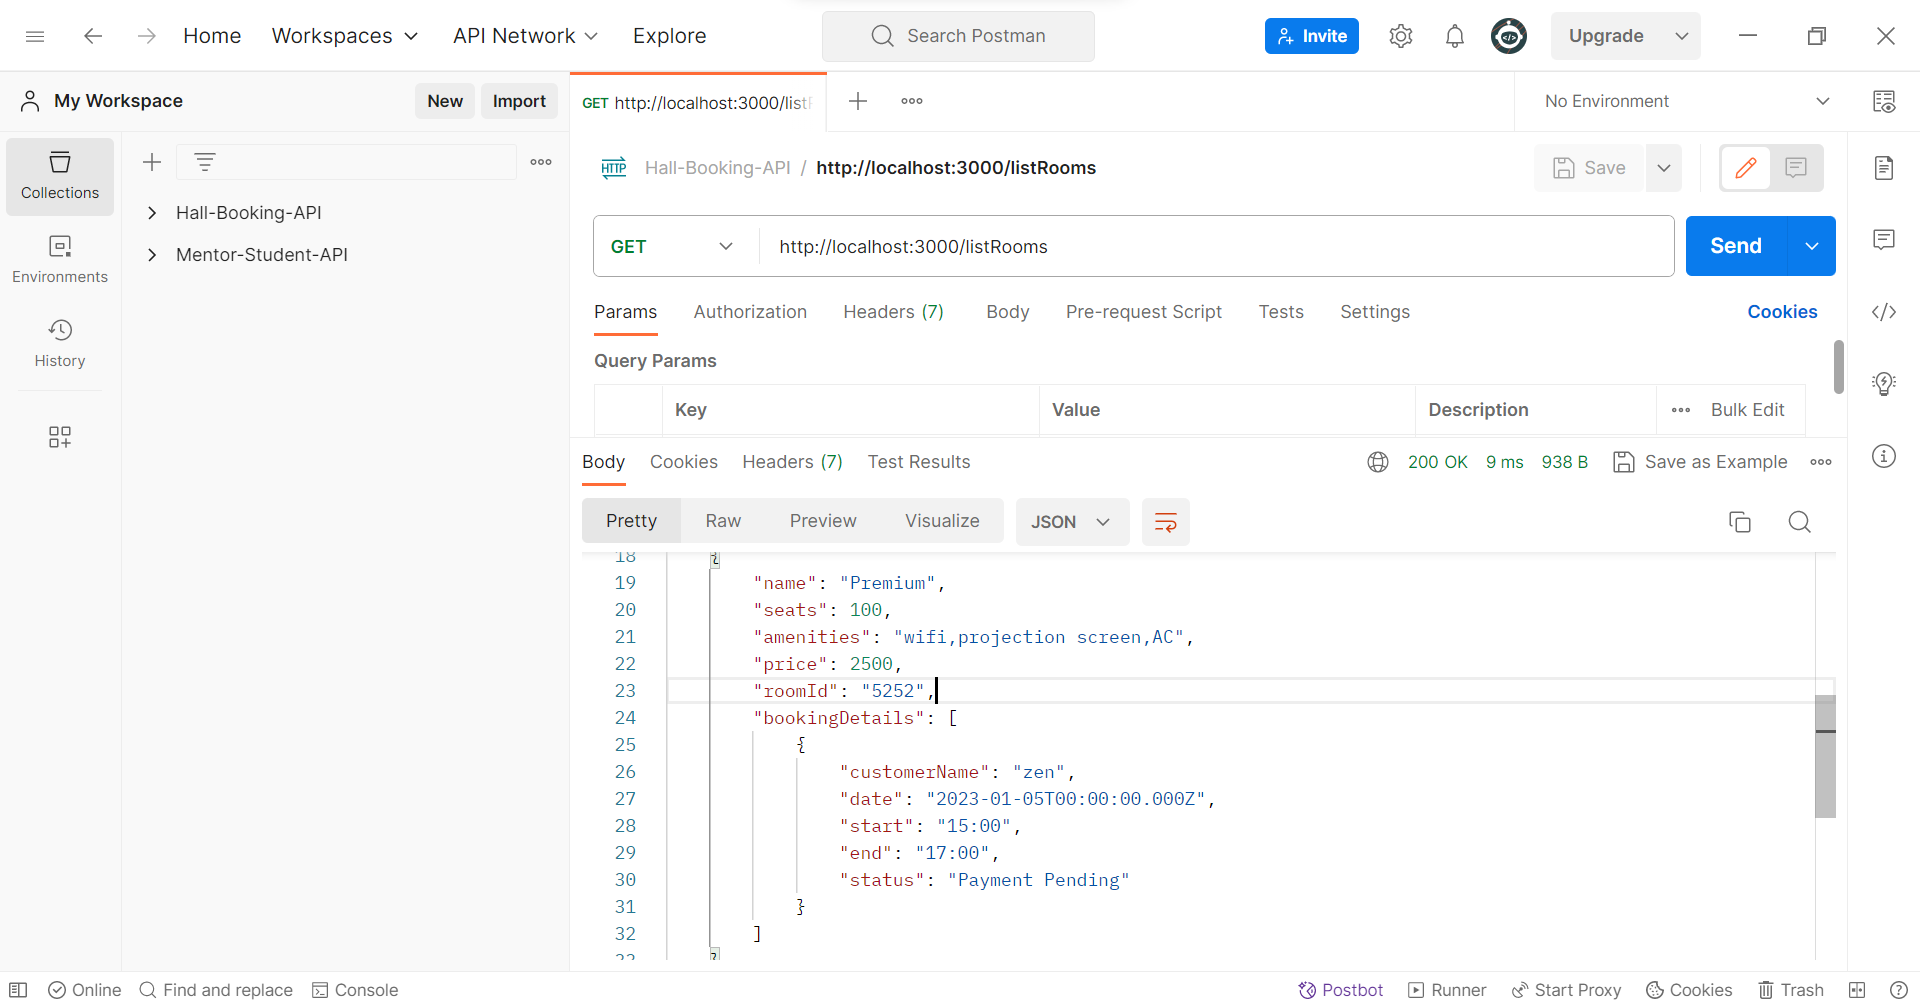 Home Workspaces API Network Explore Search Postman Invite Upgrade
My Workspace New Import GET http://localhost:3000/list No Environment
Collections
Environments
History
Hall-Booking-API
Mentor-Student-API
HTTP Hall-Booking-API / http://localhost:3000/listRooms Save
GET http://localhost:3000/listRooms Send
Params Authorization Headers (7) Body Pre-request Script Tests Settings Cookies
Query Params
Key Value Description Bulk Edit
Body Cookies Headers (7) Test Results 200 OK 9 ms 938 B Save as Example
Pretty Raw Preview Visualize JSON
18 {
19 "name": "Premium",
20 "seats": 100,
21 "amenities": "wifi,projection screen,AC",
22 "price": 2500,
23 "roomId": "5252",
24 "bookingDetails": [
25 {
26 "customerName": "zen",
27 "date": "2023-01-05T00:00:00.000Z",
28 "start": "15:00",
29 "end": "17:00",
30 "status": "Payment Pending"
31 }
32 ]
Online Find and replace Console Postbot Runner Start Proxy Cookies Trash